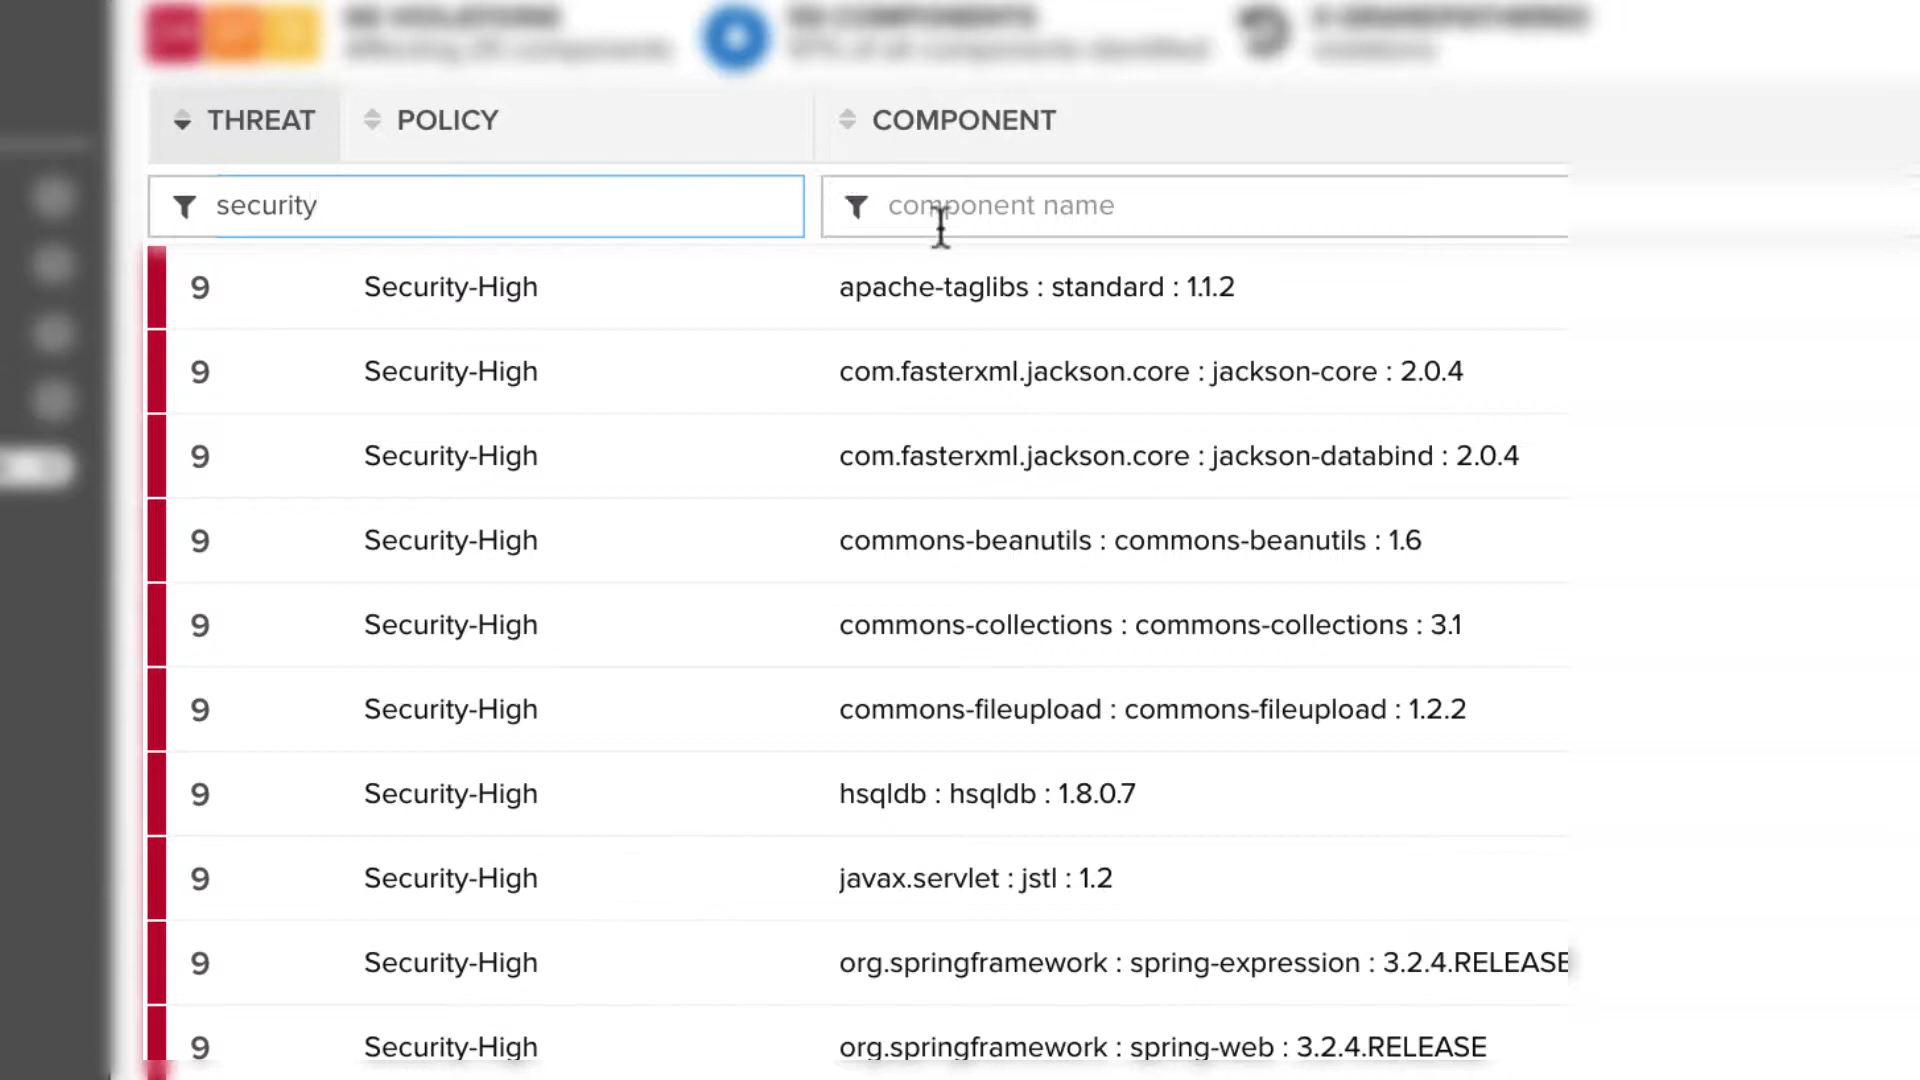 THREAT POLICY COMPONENT
security component name
9 Security-High apache-taglibs : standard : 1.1.2
9 Security-High com.fasterxml.jackson.core : jackson-core : 2.0.4
9 Security-High com.fasterxml.jackson.core : jackson-databind : 2.0.4
9 Security-High commons-beanutils : commons-beanutils : 1.6
9 Security-High commons-collections : commons-collections : 3.1
9 Security-High commons-fileupload : commons-fileupload : 1.2.2
9 Security-High hsqldb : hsqldb : 1.8.0.7
9 Security-High javax.servlet : jstl : 1.2
9 Security-High org.springframework : spring-expression : 3.2.4.RELEASE
9 Security-High org.springframework : spring-web : 3.2.4.RELEASE